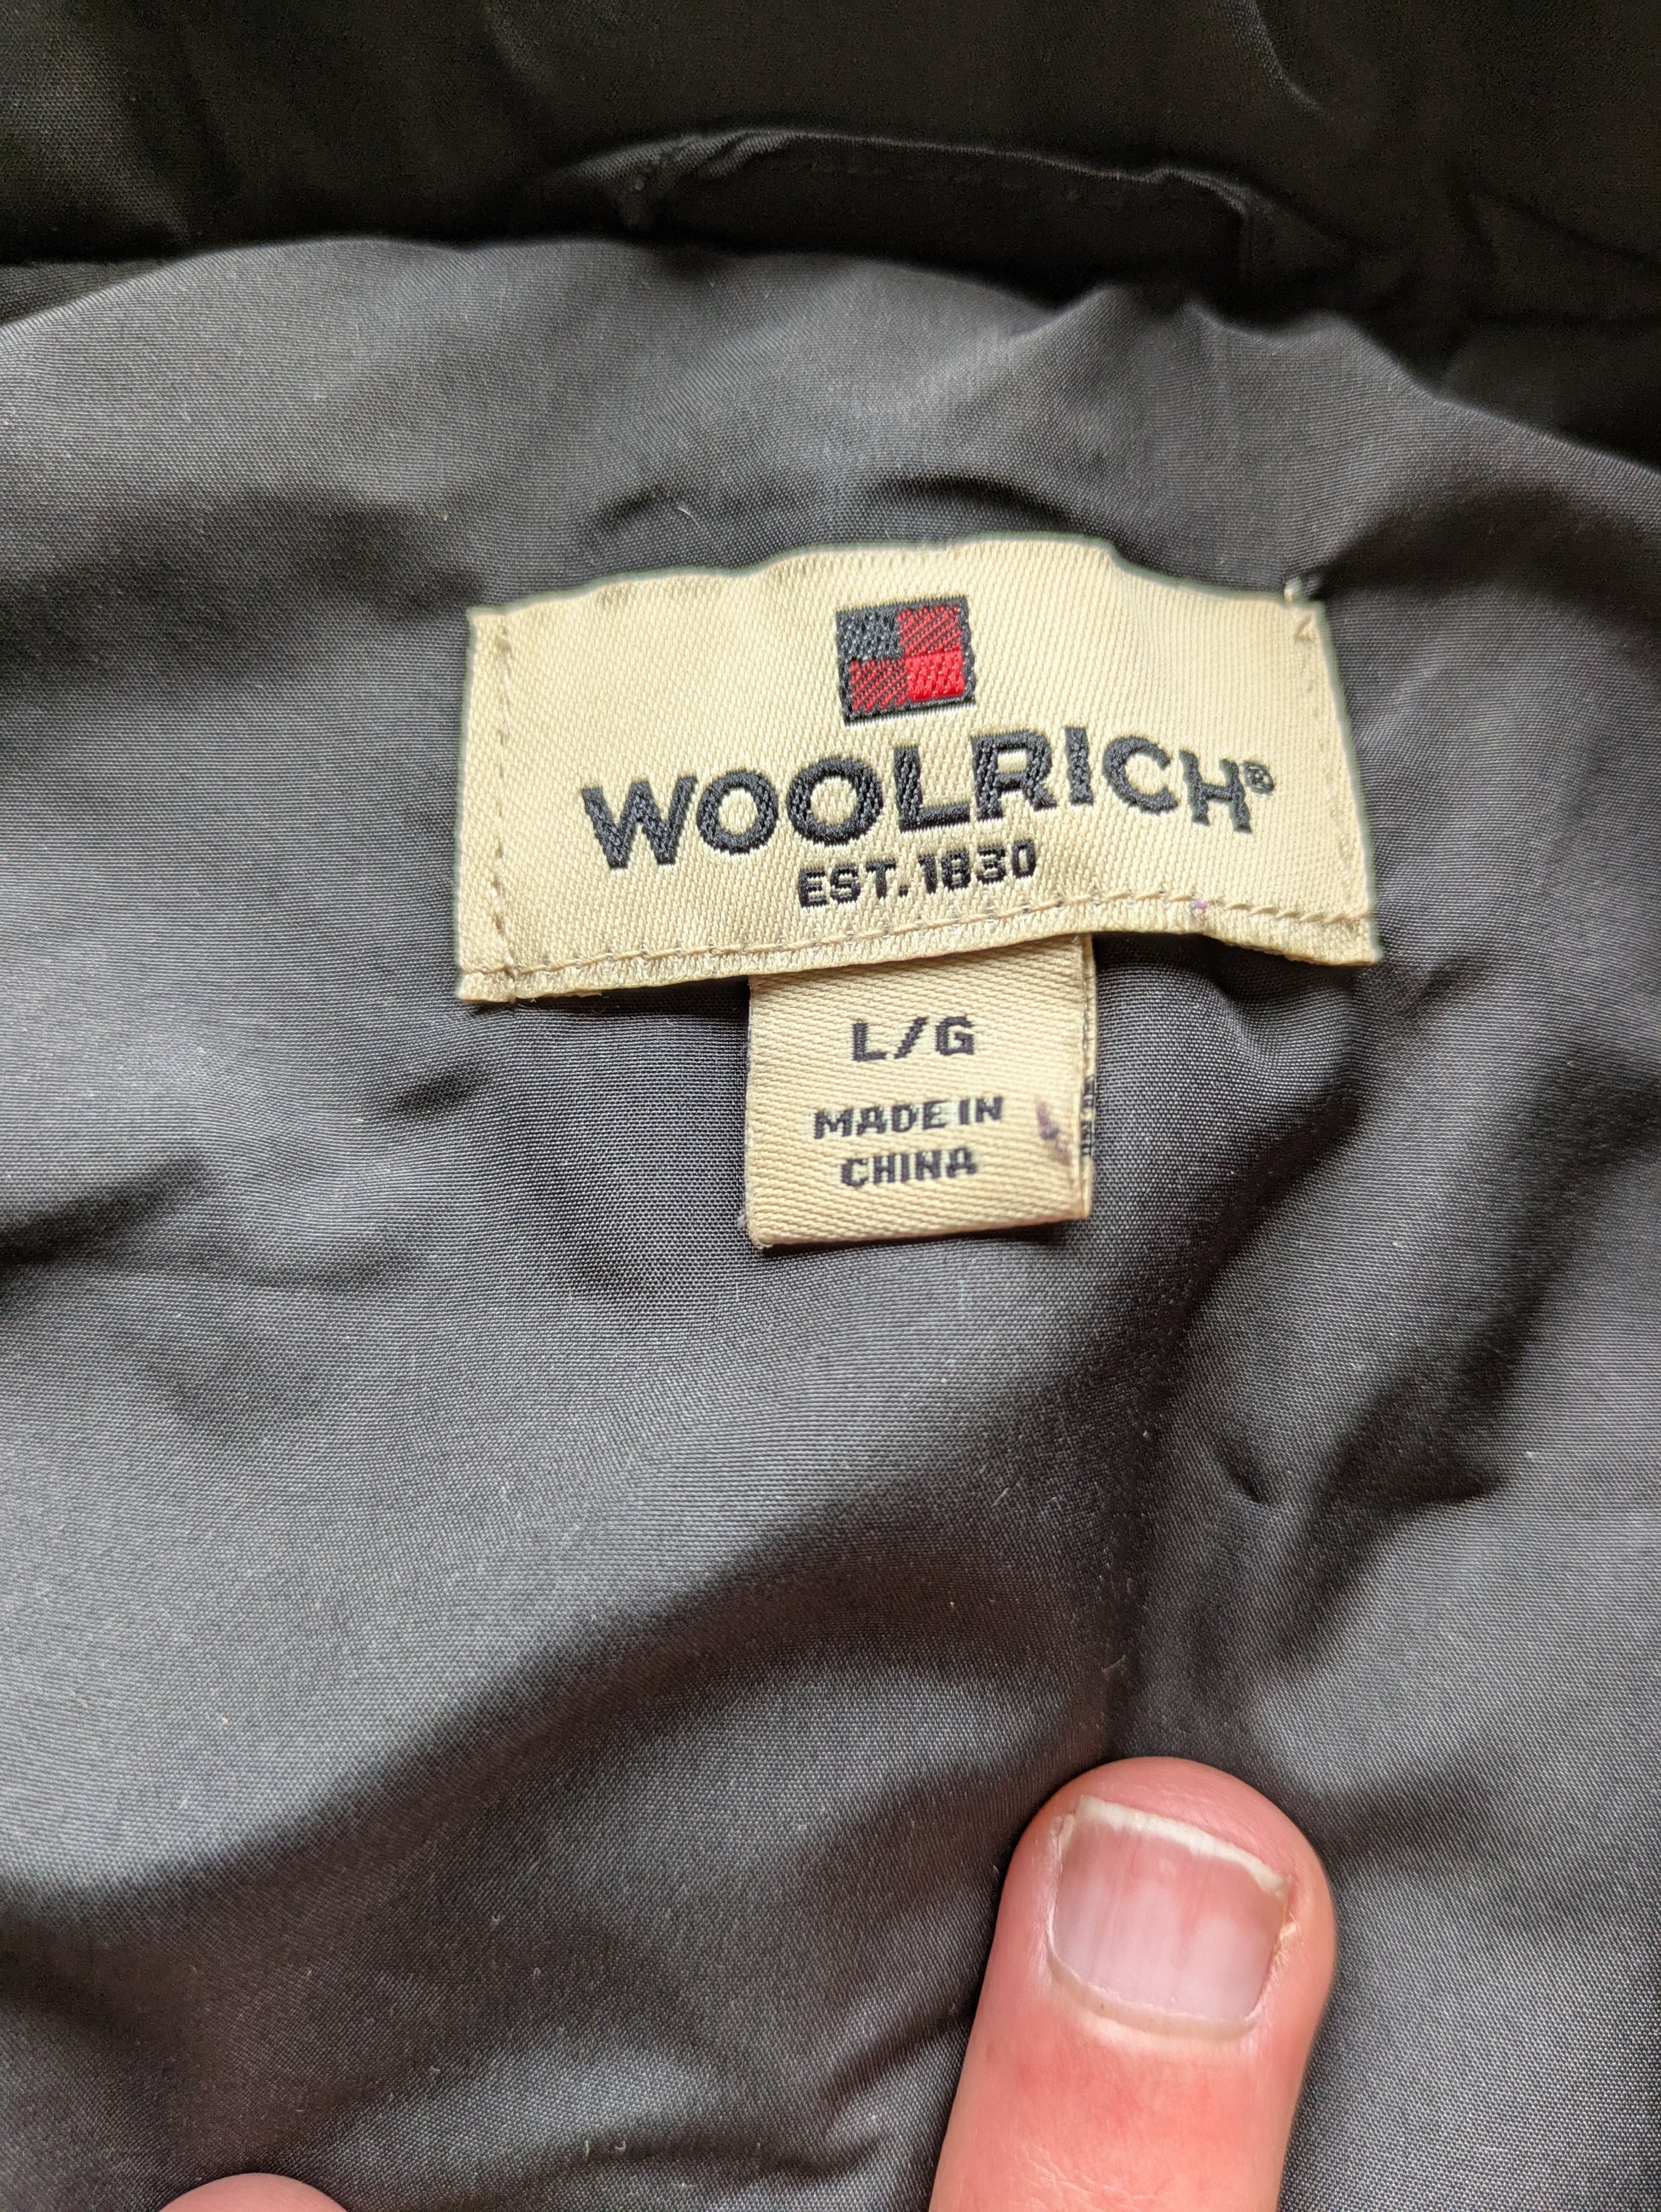 WOOLRICH®
EST. 1830
L/G
MADE IN
CHINA